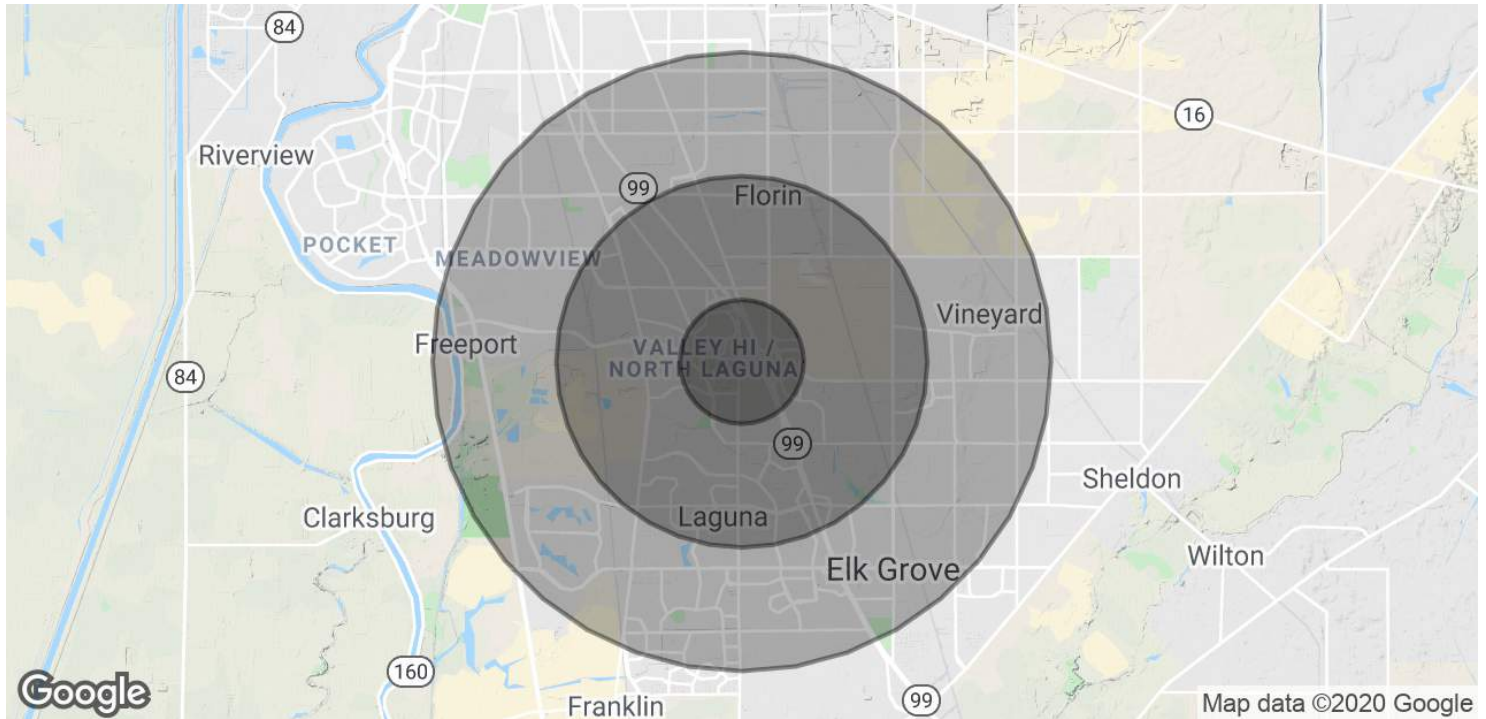 84
16
Riverview
99
Florin
POCKET
MEADOWVIEW
Vineyard
Freeport
VALLEY HI /
NORTH LAGUNA
84
99
Sheldon
Laguna
Clarksburg
Wilton
Elk Grove
160
Google
Franklin
99
Map data ©2020 Google